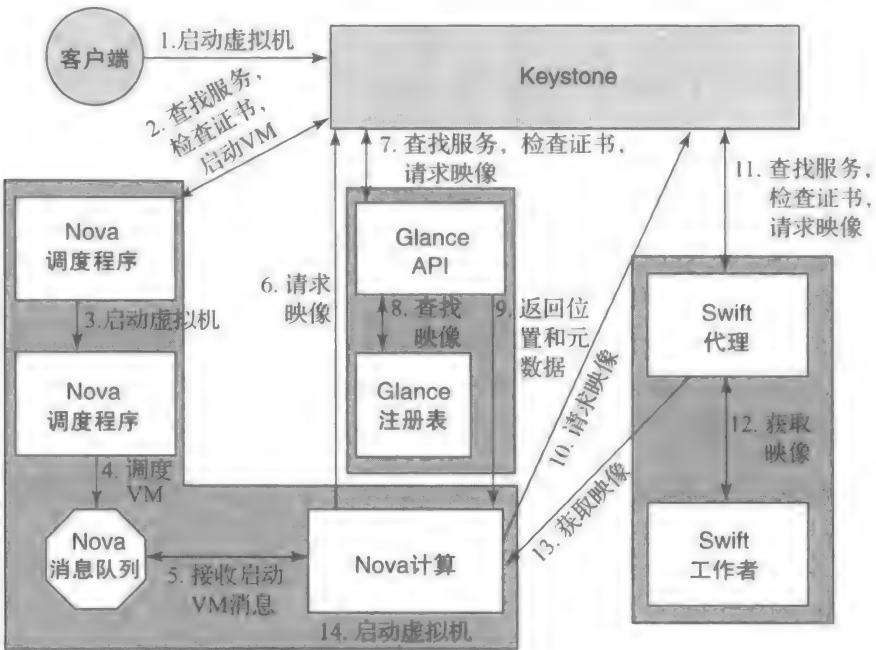 客户端
1.启动虚拟机
Keystone
2. 查找服务,
检查证书,
启动VM
7. 查找服务, 检查证书,
请求映像
11. 查找服务,
检查证书,
请求映像
Nova
调度程序
Glance
API
6. 请求
映像
3.启动虚拟机
8. 查找
映像
9. 返回位
置和元
数据
Swift
代理
Nova
调度程序
Glance
注册表
10. 请求映像
12. 获取
映像
4. 调度
VM
13. 获取映像
Nova
消息队列
5. 接收启动
VM消息
Nova计算
Swift
工作者
14. 启动虚拟机